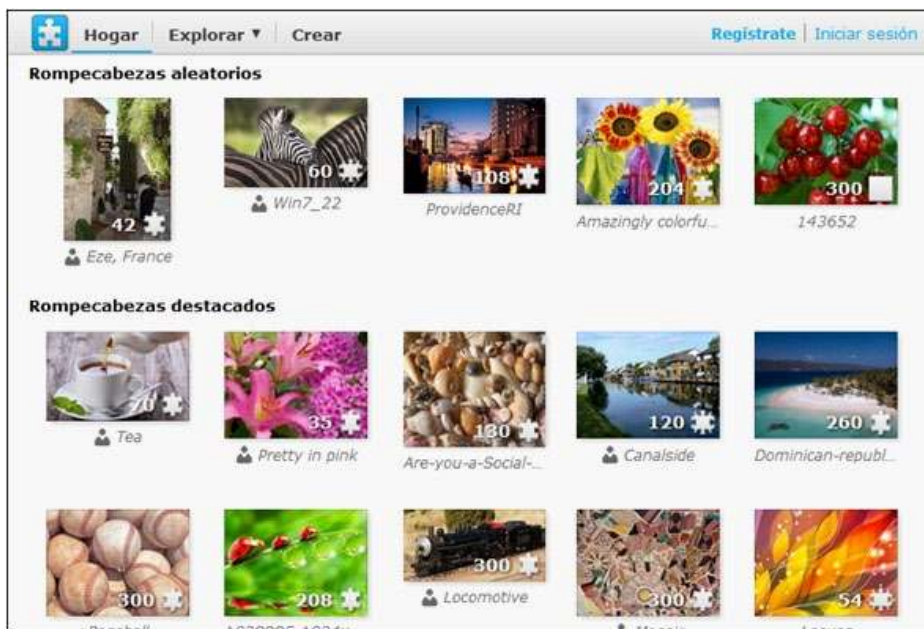 Hogar Explorar ▼ Crear Regístrate Iniciar sesión
Rompecabezas aleatorios
42 60 108 204 300
Eze, France Win7_22 ProvidenceRI Amazingly colorfu... 143652
Rompecabezas destacados
70 35 130 120 260
Tea Pretty in pink Are-you-a-Social-... Canalside Dominican-republ...
300 208 300 300 54
Locomotive